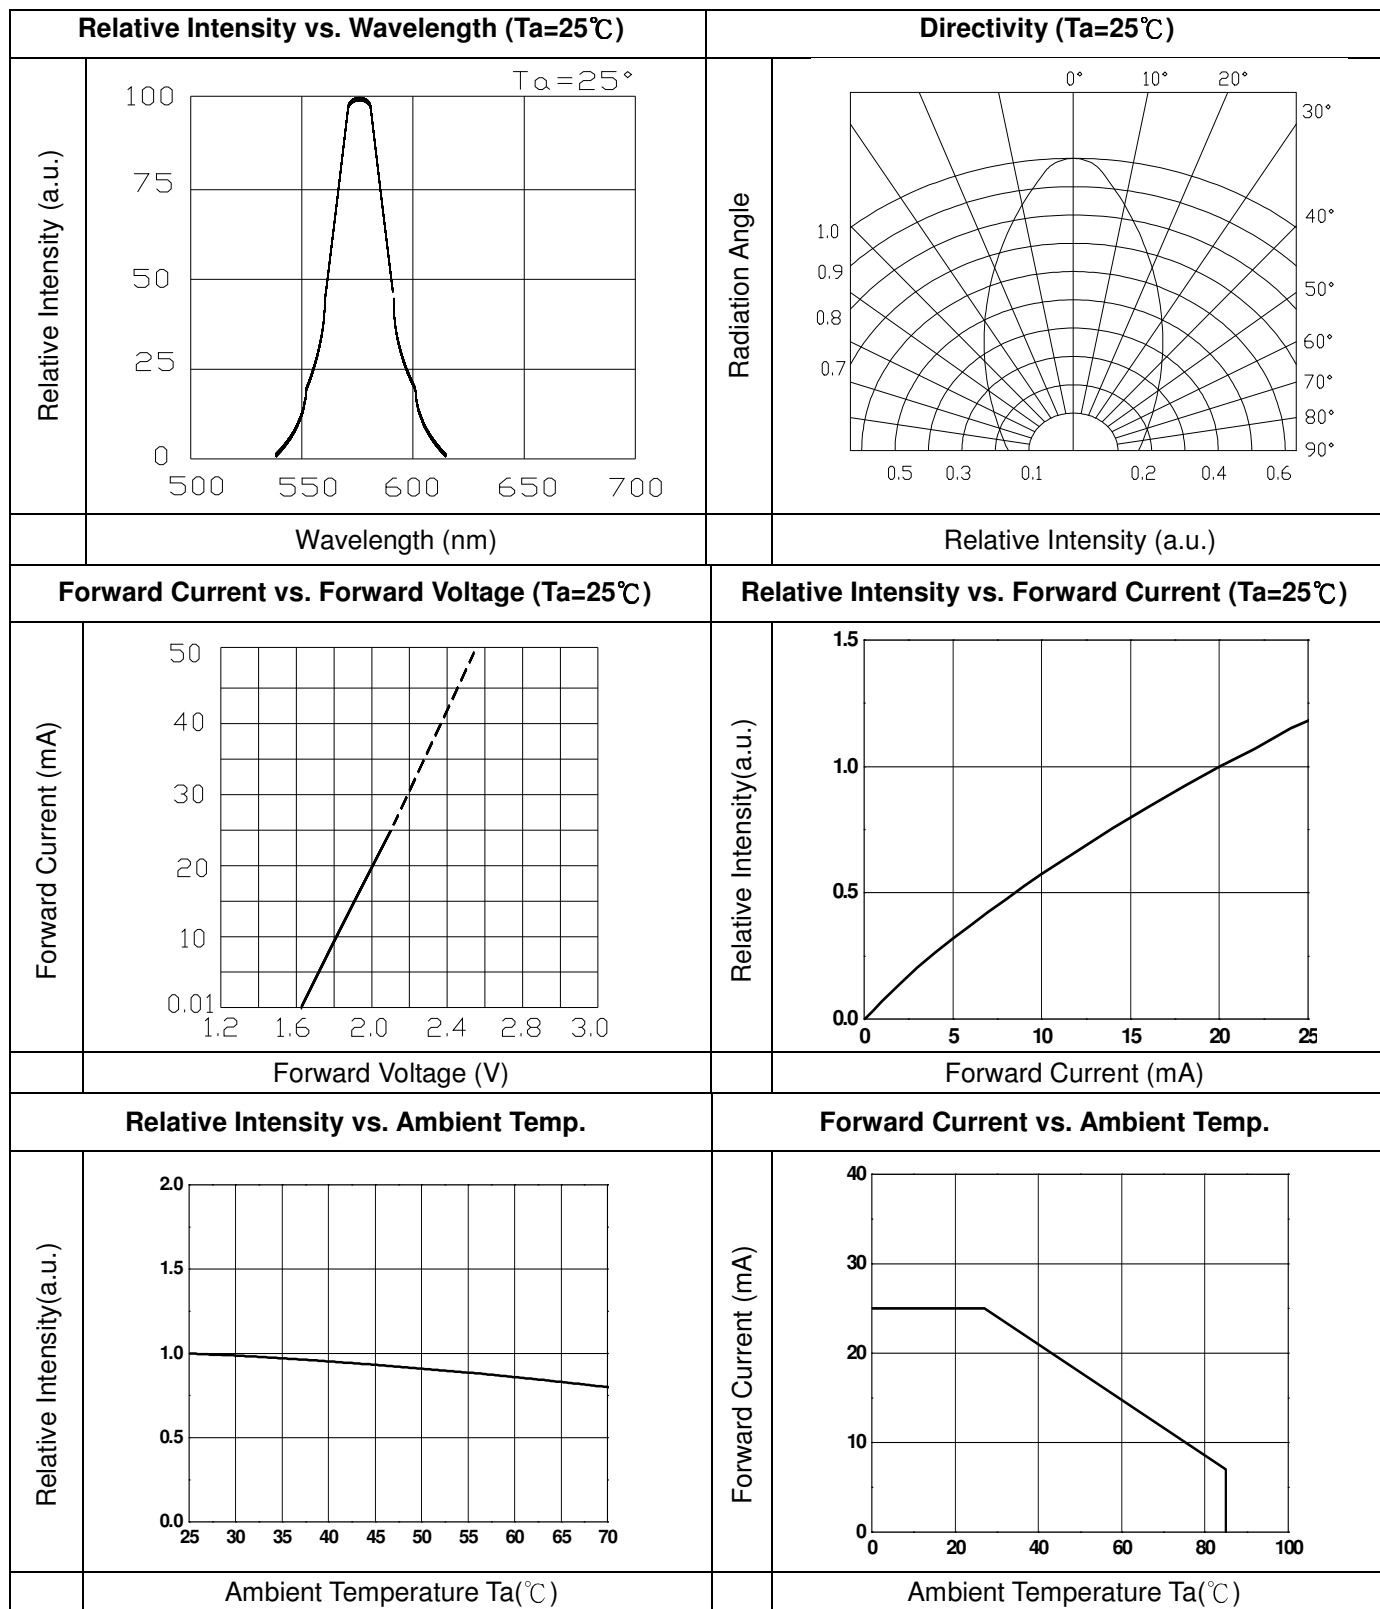 Relative Intensity vs. Wavelength (Ta=25℃)
Directivity (Ta=25℃)
Relative Intensity (a.u.)
Ta=25°
100
75
50
25
0
500 550 600 650 700
Wavelength (nm)
Radiation Angle
0° 10° 20°
30°
40°
50°
60°
70°
80°
90°
1.0
0.9
0.8
0.7
0.5 0.3 0.1 0.2 0.4 0.6
Relative Intensity (a.u.)
Forward Current vs. Forward Voltage (Ta=25℃)
Relative Intensity vs. Forward Current (Ta=25℃)
Forward Current (mA)
50
40
30
20
10
0.01
1.2 1.6 2.0 2.4 2.8 3.0
Forward Voltage (V)
Relative Intensity(a.u.)
1.5
1.0
0.5
0.0
0 5 10 15 20 25
Forward Current (mA)
Relative Intensity vs. Ambient Temp.
Forward Current vs. Ambient Temp.
Relative Intensity(a.u.)
2.0
1.5
1.0
0.5
0.0
25 30 35 40 45 50 55 60 65 70
Ambient Temperature Ta(℃)
Forward Current (mA)
40
30
20
10
0
0 20 40 60 80 100
Ambient Temperature Ta(℃)